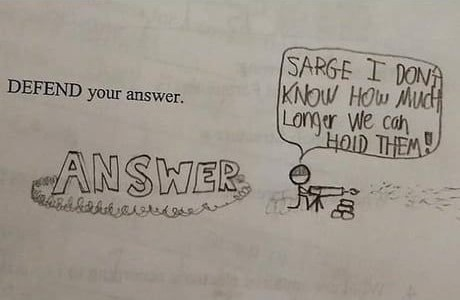 DEFEND your answer.
SARGE I DON'T
KNOW HOW MUCH
Longer We can
HOLD THEM!!
ANSWER